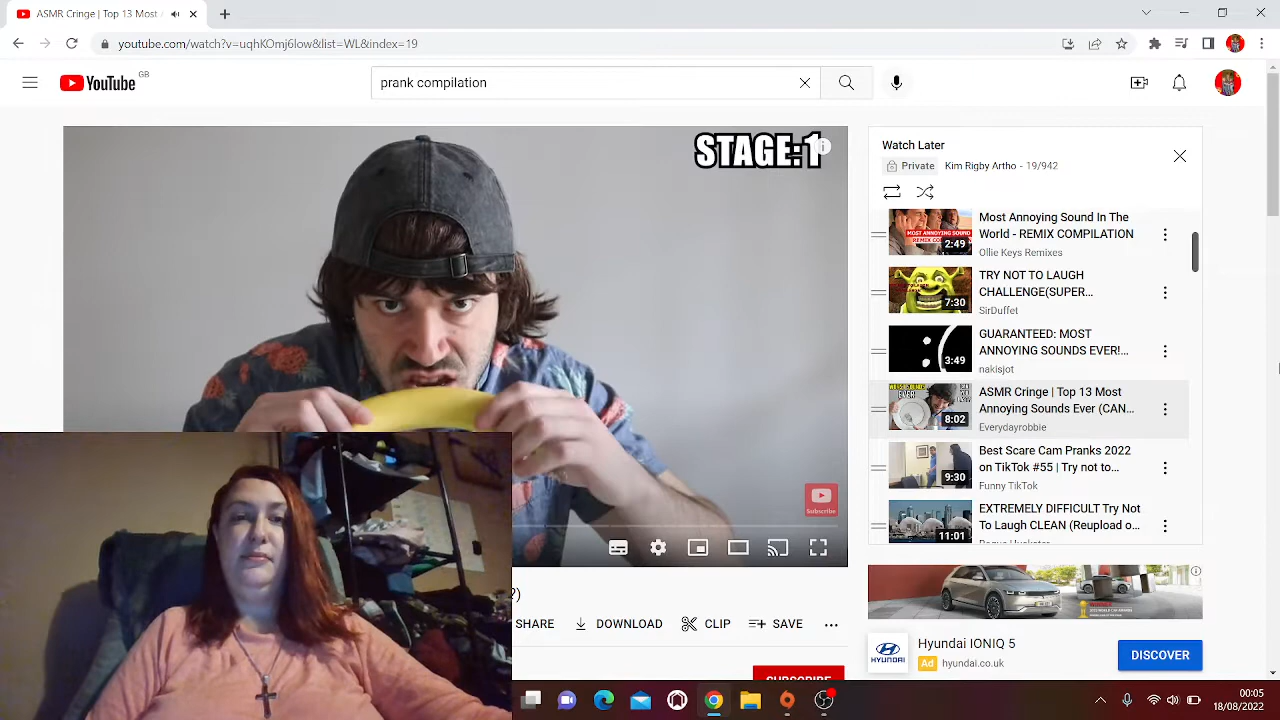 ASMR Cringe | Top 13 Most
youtube.com/watch?v=uqhKOmj6low&list=WL&index=19
YouTube GB
prank compilation
STAGE:1
Subscribe
Watch Later
Private Kim Rigby Artho - 19/942
2:49
Most Annoying Sound In The
World - REMIX COMPILATION
Ollie Keys Remixes
7:30
TRY NOT TO LAUGH
CHALLENGE(SUPER...
SirDuffet
3:49
GUARANTEED: MOST
ANNOYING SOUNDS EVER!...
nakisjot
8:02
ASMR Cringe | Top 13 Most
Annoying Sounds Ever (CAN...
Everydayrobbie
9:30
Best Scare Cam Pranks 2022
on TikTok #55 | Try not to...
Funny TikTok
11:01
EXTREMELY DIFFICULT Try Not
To Laugh CLEAN (Reupload o...
2)
SHARE DOWNLOAD CLIP SAVE ...
SUBSCRIBE
HYUNDAI
Hyundai IONIQ 5
Ad hyundai.co.uk
DISCOVER
00:05
18/08/2022